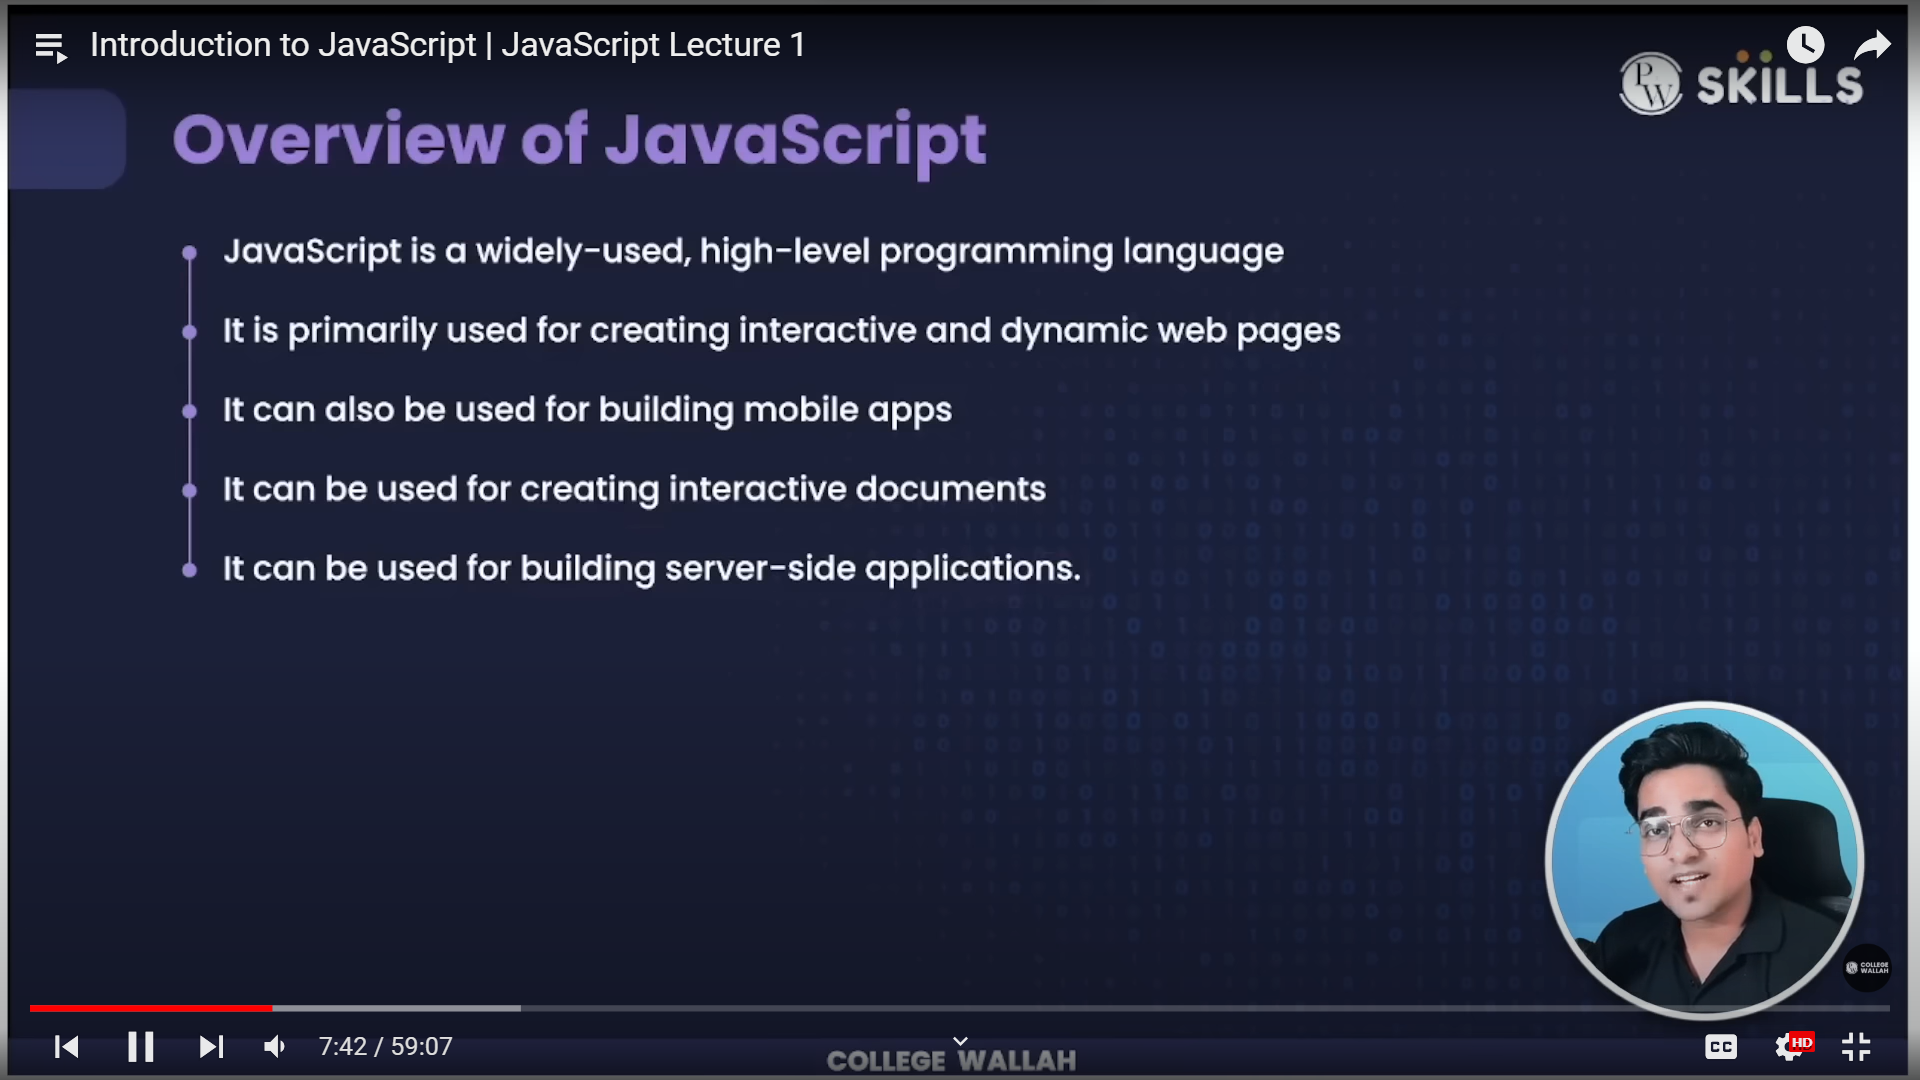 Introduction to JavaScript | JavaScript Lecture 1
PW SKILLS
Overview of JavaScript
JavaScript is a widely-used, high-level programming language
It is primarily used for creating interactive and dynamic web pages
It can also be used for building mobile apps
It can be used for creating interactive documents
It can be used for building server-side applications.
COLLEGE
WALLAH
7:42 / 59:07
COLLEGE WALLAH
CC
HD